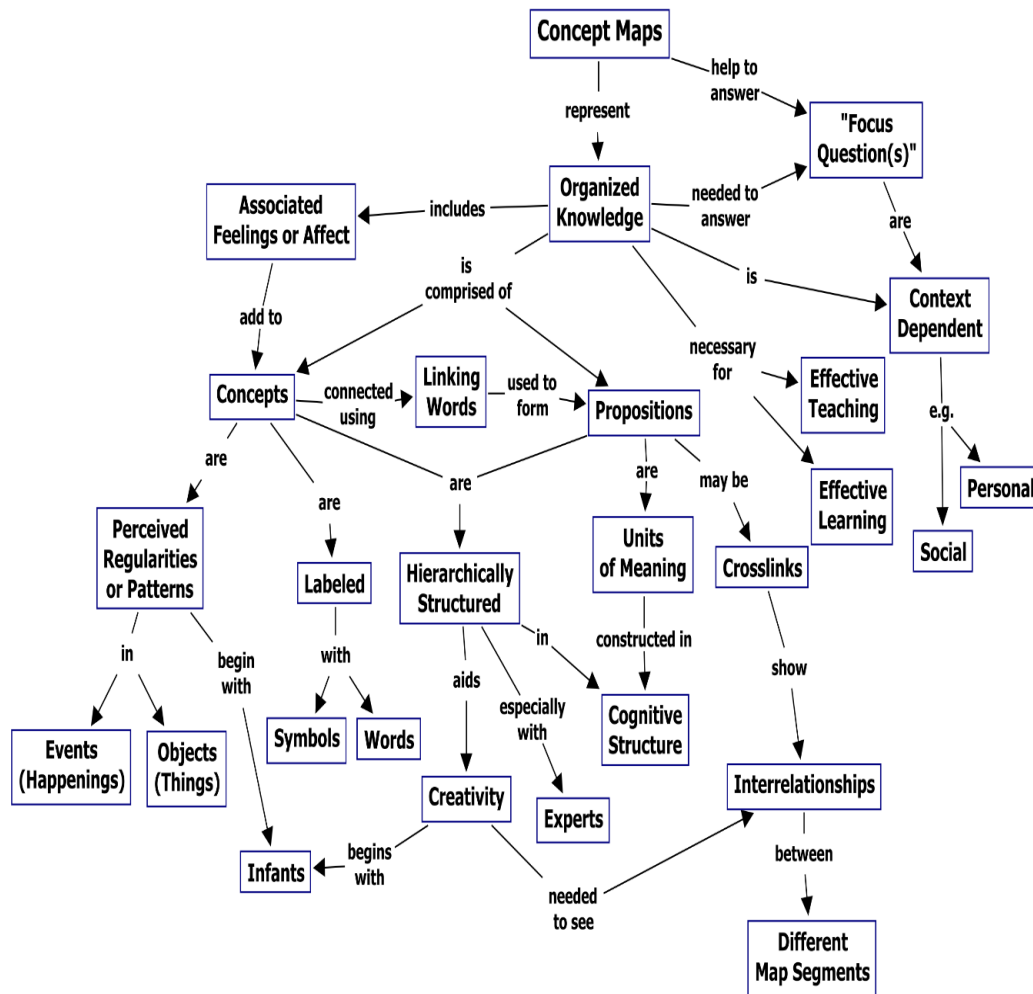 Concept Maps
help to
answer
represent
"Focus
Question(s)"
Organized
Knowledge
needed to
answer
Associated
Feelings or Affect
includes
are
is
comprised of
is
Context
Dependent
add to
necessary
for
Effective
Teaching
Concepts
connected
using
Linking
Words
used to
form
Propositions
e.g.
are
are
are
are
may be
Effective
Learning
Personal
Perceived
Regularities
or Patterns
Labeled
Hierarchically
Structured
Units
of Meaning
Crosslinks
Social
in
begin
with
with
aids
especially
with
in
constructed in
show
Events
(Happenings)
Objects
(Things)
Symbols
Words
Cognitive
Structure
Creativity
Experts
Interrelationships
Infants
begins
with
needed
to see
between
Different
Map Segments